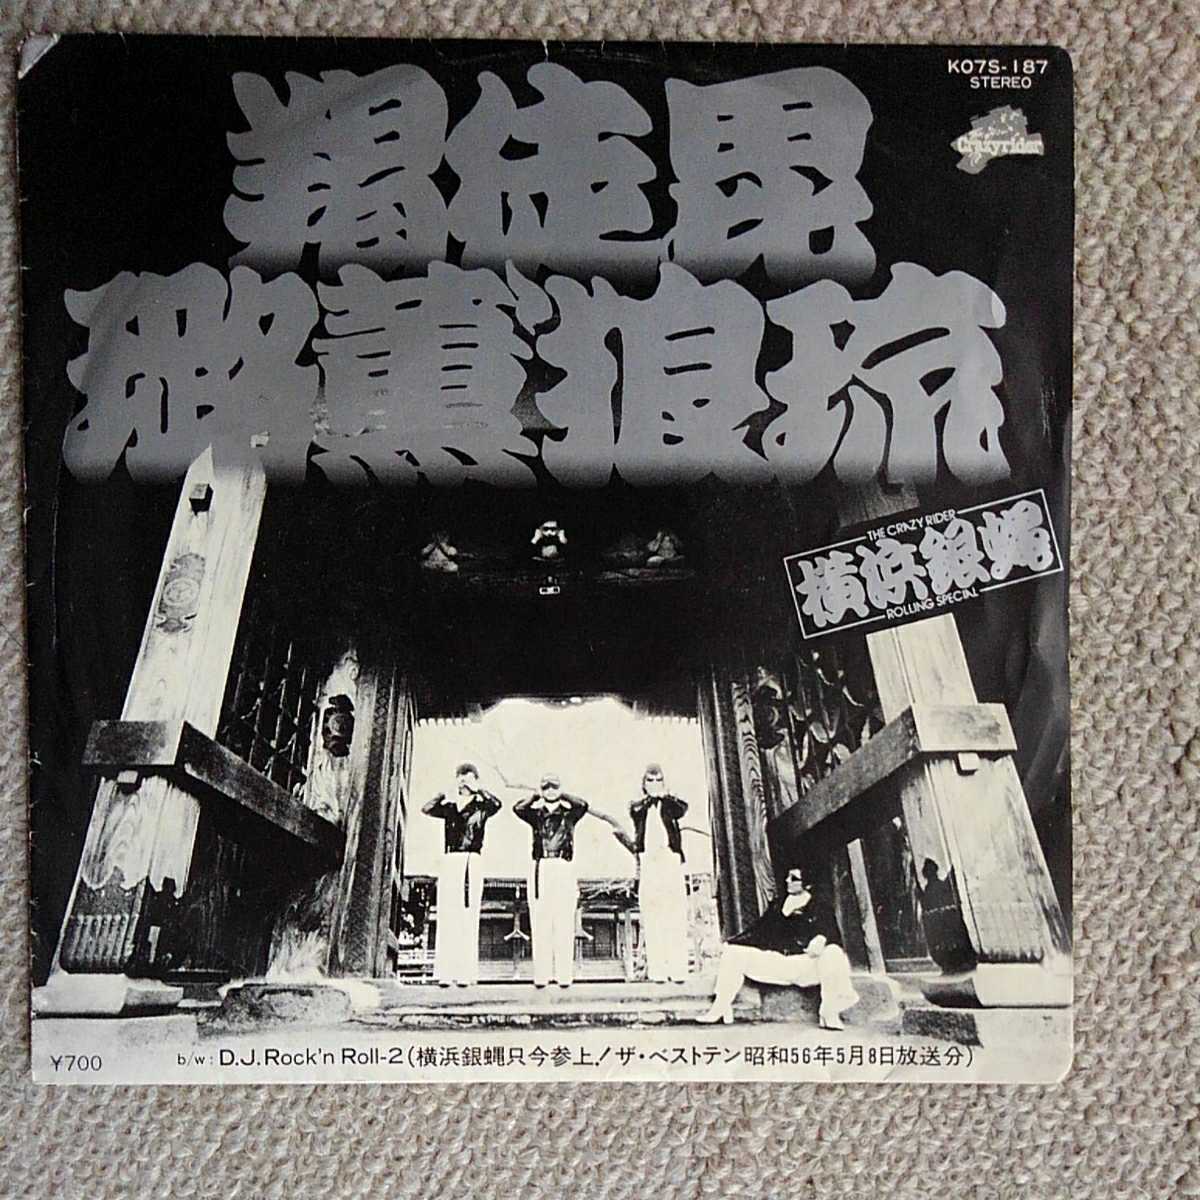 K07S-187
STEREO
Crazyrider
羯徒毘
璐薫'狼琉
THE CRAZY RIDER
横浜銀蝿
ROLLING SPECIAL
¥700
b/w: D.J. Rock'n Roll-2 (横浜銀蝿只今参上!ザ・ベストテン昭和56年5月8日放送分)